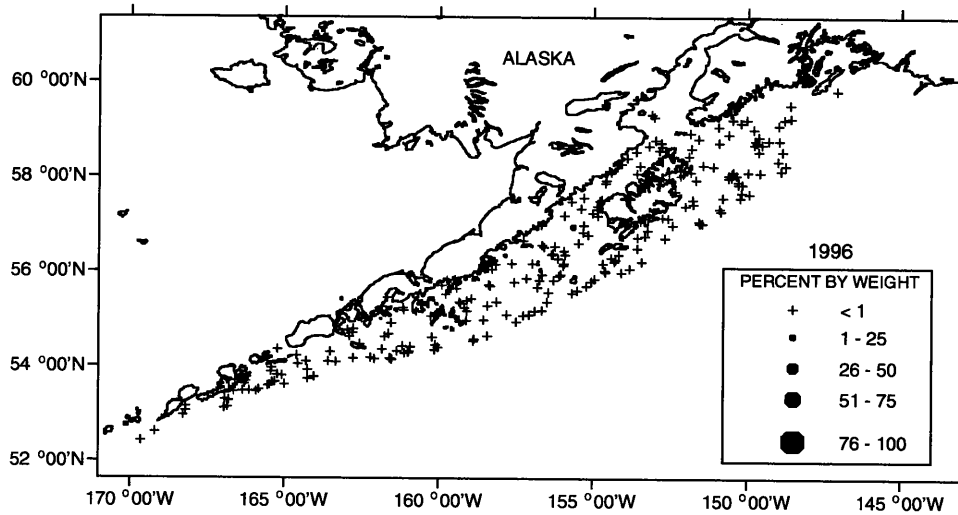 ALASKA
60 °00'N
58 °00'N
56 °00'N
54 °00'N
52 °00'N
1996
PERCENT BY WEIGHT
+ < 1
1 - 25
26 - 50
51 - 75
76 - 100
170 °00'W 165 °00'W 160 °00'W 155 °00'W 150 °00'W 145 °00'W